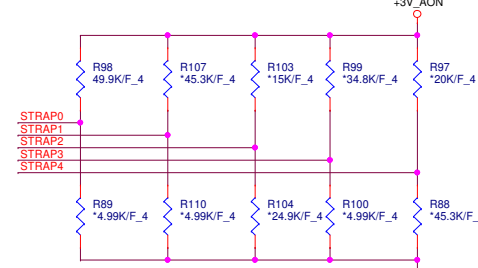 +3V_AON
R98
49.9K/F_4
R107
*45.3K/F_4
R103
*15K/F_4
R99
*34.8K/F_4
R97
*20K/F_4
STRAP0
STRAP1
STRAP2
STRAP3
STRAP4
R89
*4.99K/F_4
R110
*4.99K/F_4
R104
*24.9K/F_4
R100
*4.99K/F_4
R88
*45.3K/F_